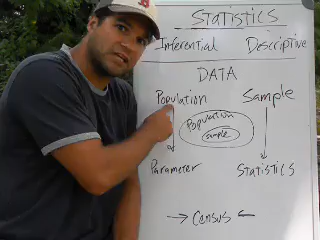 Statistics
Inferential Descriptive
DATA
Population Sample
Population
Sample
Parameter Statistics
Census